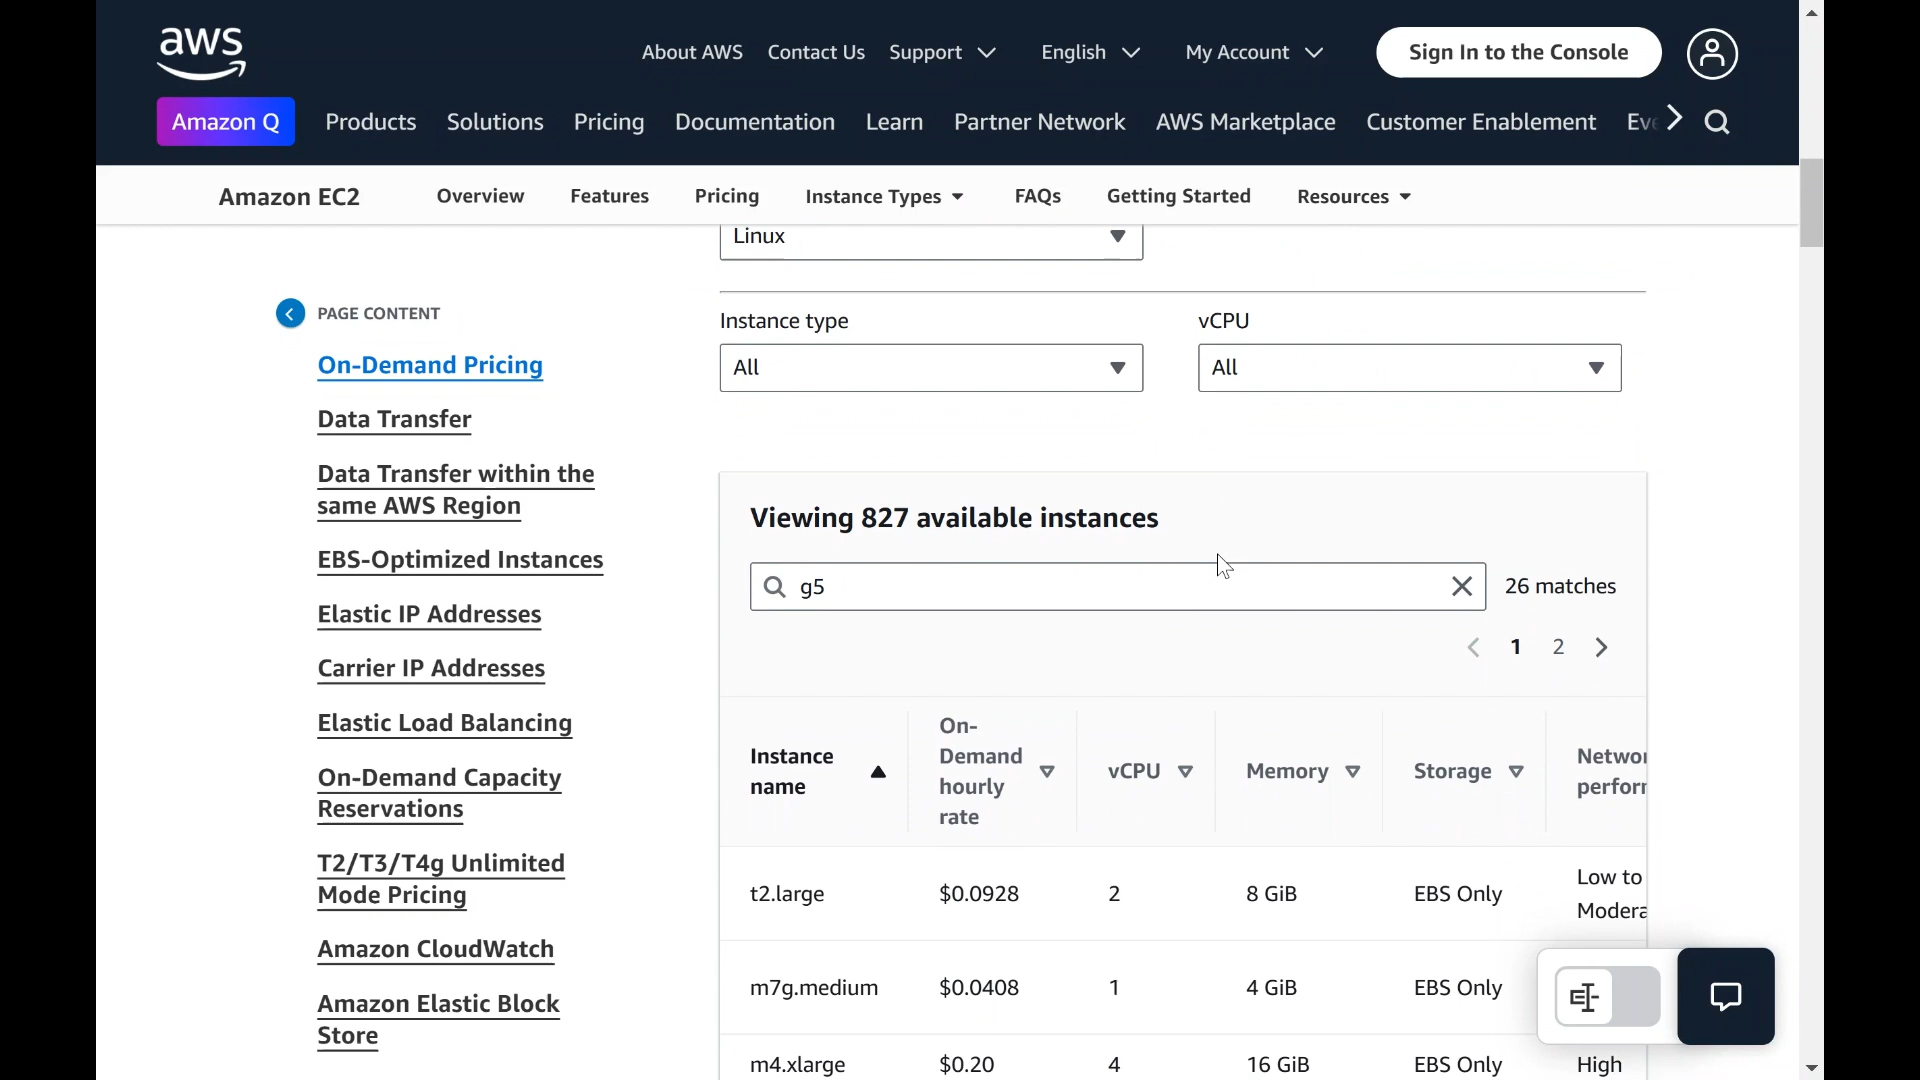 aws
About AWS Contact Us Support English My Account Sign In to the Console
Amazon Q Products Solutions Pricing Documentation Learn Partner Network AWS Marketplace Customer Enablement Eve
Amazon EC2 Overview Features Pricing Instance Types FAQs Getting Started Resources
Linux
PAGE CONTENT
On-Demand Pricing
Data Transfer
Data Transfer within the
same AWS Region
EBS-Optimized Instances
Elastic IP Addresses
Carrier IP Addresses
Elastic Load Balancing
On-Demand Capacity
Reservations
T2/T3/T4g Unlimited
Mode Pricing
Amazon CloudWatch
Amazon Elastic Block
Store
Instance type vCPU
All All
Viewing 827 available instances
g5 26 matches
1 2
Instance
name
On-
Demand
hourly
rate
vCPU
Memory
Storage
Networ
perforr
t2.large $0.0928 2 8 GiB EBS Only Low to
Modera
m7g.medium $0.0408 1 4 GiB EBS Only
m4.xlarge $0.20 4 16 GiB EBS Only High